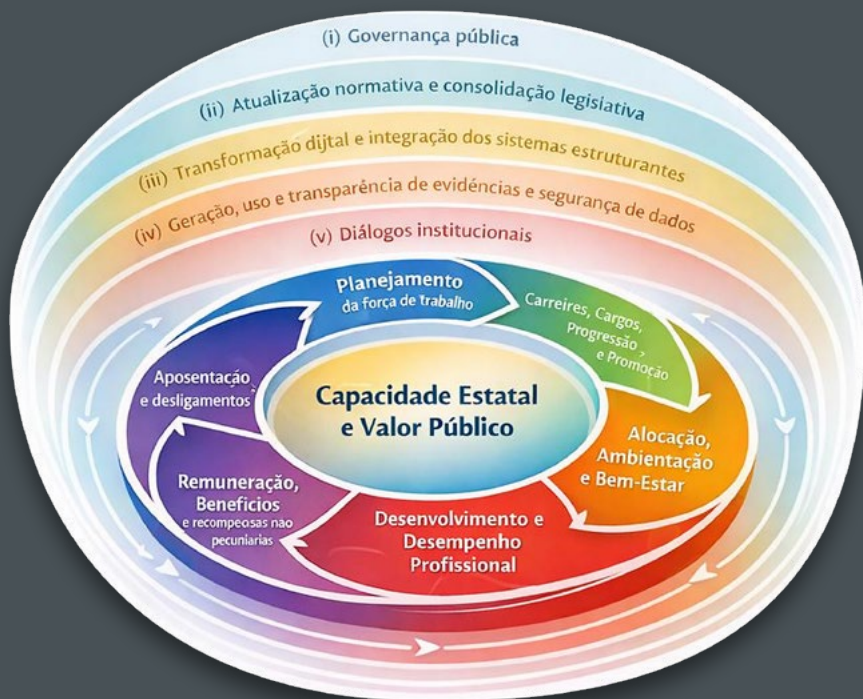 (i) Governança pública
(ii) Atualização normativa e consolidação legislativa
(iii) Transformação dijtal e integração dos sistemas estruturantes
(iv) Geração, uso e transparência de evidências e segurança de dados
(v) Diálogos institucionais
Planejamento
da força de trabalho
Carreires, Cargos,
Progressão
e Promoção
Alocação,
Ambientação
e Bem-Estar
Desenvolvimento e
Desempenho
Profissional
Remuneração,
Beneficios
e recompeosas não
pecuniarias
Aposentação
e desligamentos
Capacidade Estatal
e Valor Público